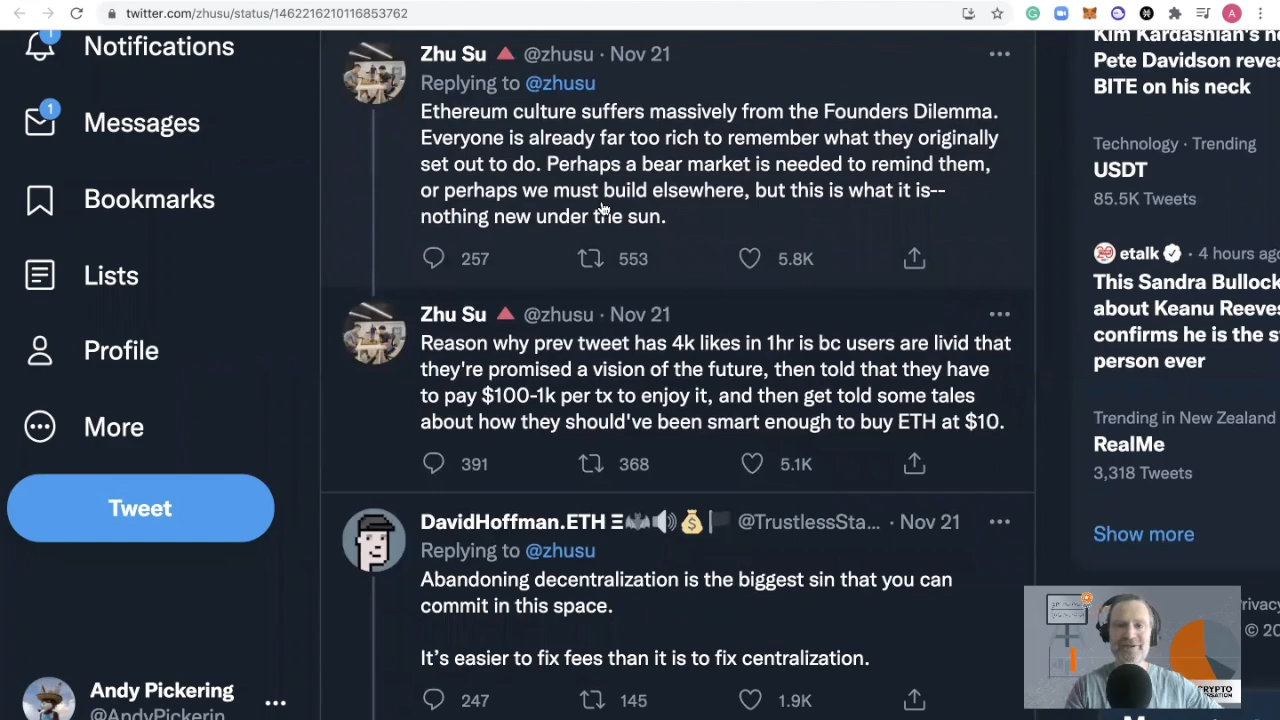 twitter.com/zhusu/status/1462216210116853762
A
1
Notifications
1
Messages
Bookmarks
Lists
Profile
More
Tweet
Andy Pickering
@AndyPickerin
Zhu Su 🔺 @zhusu · Nov 21
Replying to @zhusu
Ethereum culture suffers massively from the Founders Dilemma.
Everyone is already far too rich to remember what they originally
set out to do. Perhaps a bear market is needed to remind them,
or perhaps we must build elsewhere, but this is what it is--
nothing new under the sun.
257 553 5.8K
Zhu Su 🔺 @zhusu · Nov 21
Reason why prev tweet has 4k likes in 1hr is bc users are livid that
they're promised a vision of the future, then told that they have
to pay $100-1k per tx to enjoy it, and then get told some tales
about how they should've been smart enough to buy ETH at $10.
391 368 5.1K
DavidHoffman.ETH Ξ🦇🔊💰🏴 @TrustlessSta... · Nov 21
Replying to @zhusu
Abandoning decentralization is the biggest sin that you can
commit in this space.
It's easier to fix fees than it is to fix centralization.
247 145 1.9K
Kim Kardashian's n
Pete Davidson revea
BITE on his neck
Technology · Trending
USDT
85.5K Tweets
etalk · 4 hours ago
This Sandra Bullock
about Keanu Reeves
confirms he is the s
person ever
Trending in New Zealand
RealMe
3,318 Tweets
Show more
Privacy
© 20